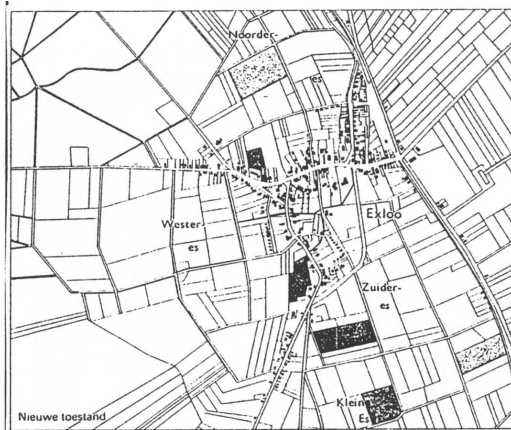 Noorder-
es
Exloo
Wester-
es
Zuider-
es
Klein
Es
Nieuwe toestand